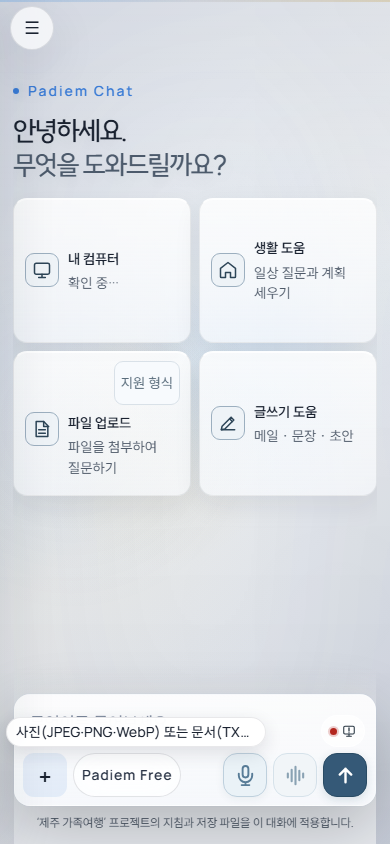 Padiem Chat
안녕하세요.
무엇을 도와드릴까요?
내 컴퓨터
확인 중…
생활 도움
일상 질문과 계획
세우기
지원 형식
파일 업로드
파일을 첨부하여
질문하기
글쓰기 도움
메일 · 문장 · 초안
사진(JPEG·PNG·WebP) 또는 문서(TX...
+
Padiem Free
'제주 가족여행' 프로젝트의 지침과 저장 파일을 이 대화에 적용합니다.